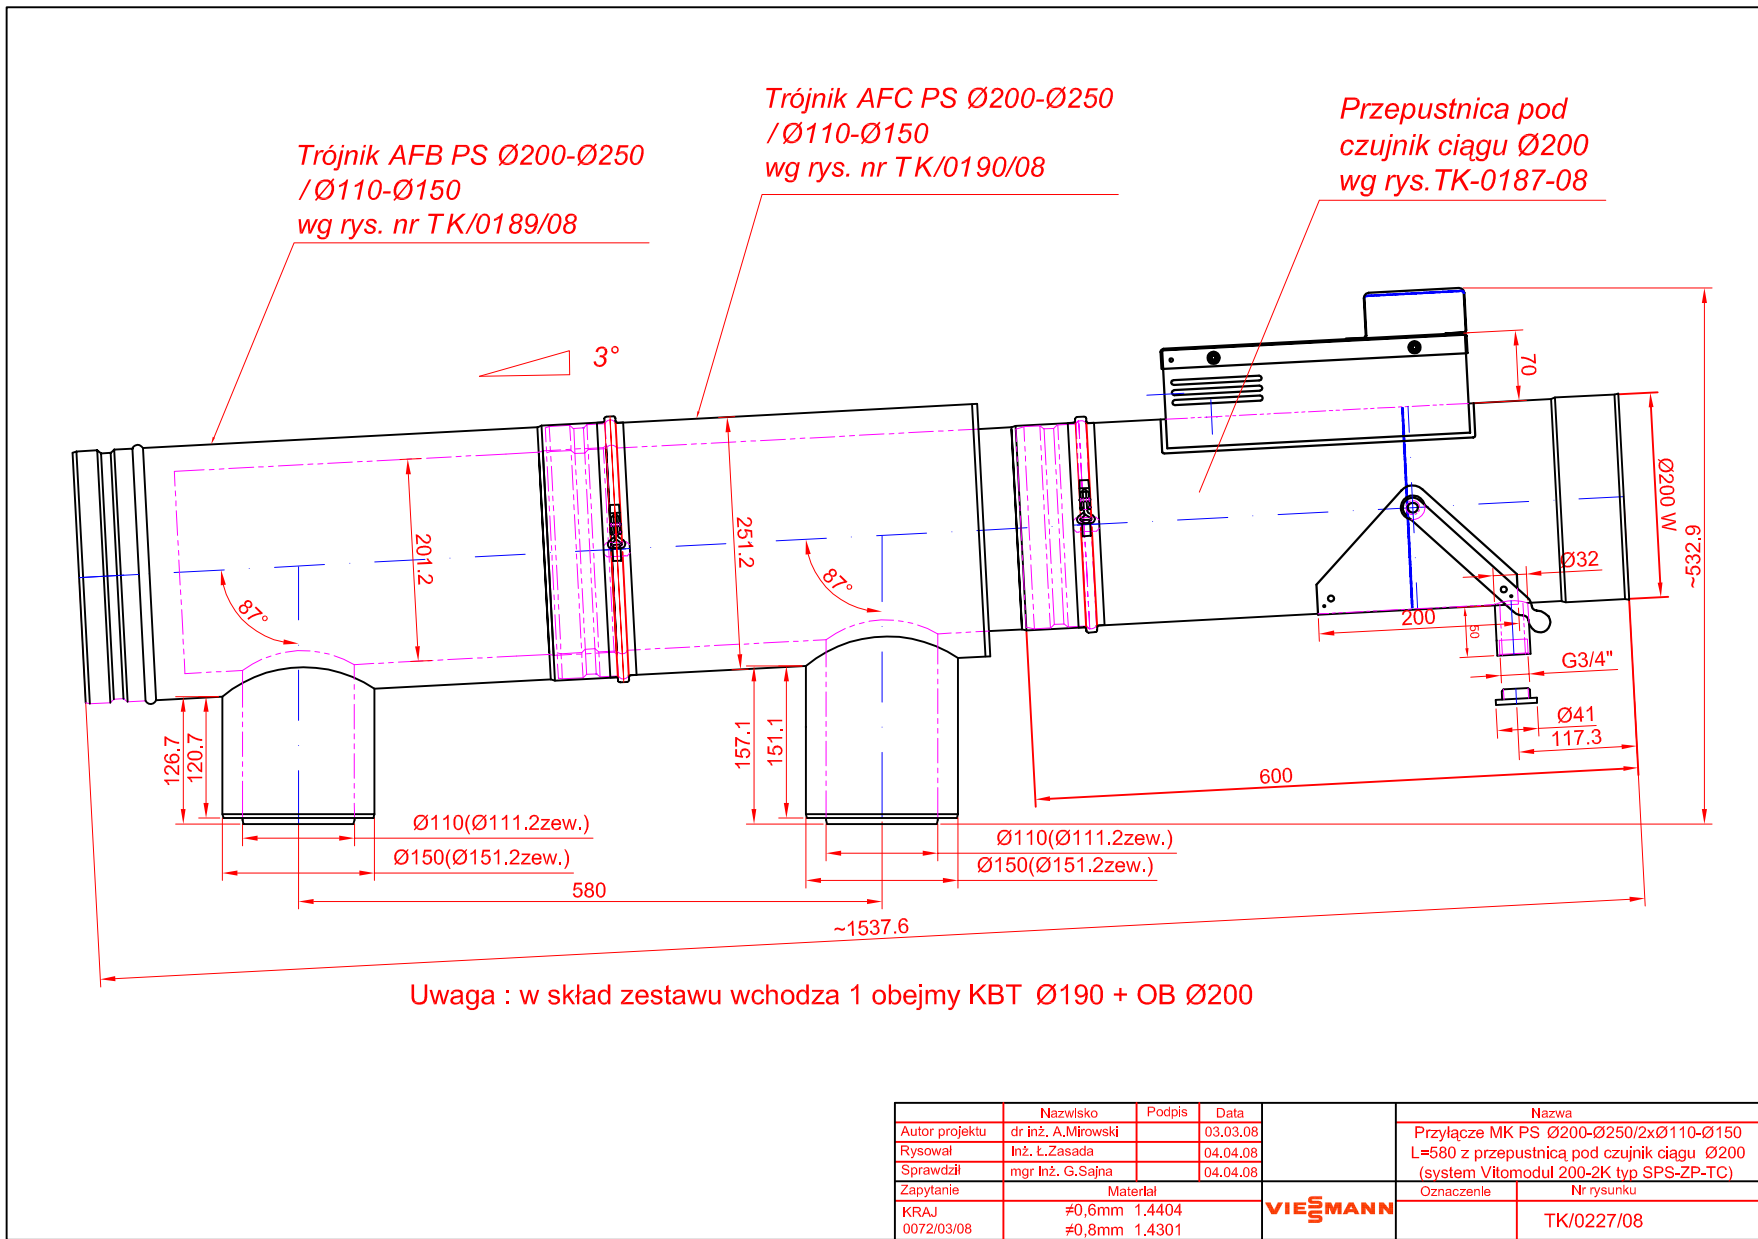 Trójnik AFB PS Ø200-Ø250
/Ø110-Ø150
wg rys. nr TK/0189/08
Trójnik AFC PS Ø200-Ø250
/Ø110-Ø150
wg rys. nr TK/0190/08
Przepustnica pod
czujnik ciągu Ø200
wg rys.TK-0187-08
3°
70
Ø200 W
~532.9
201.2
251.2
87°
87°
Ø32
200
50
G3/4"
Ø41
117.3
600
126.7
120.7
157.1
151.1
Ø110(Ø111.2zew.)
Ø150(Ø151.2zew.)
Ø110(Ø111.2zew.)
Ø150(Ø151.2zew.)
580
~1537.6
Uwaga : w skład zestawu wchodza 1 obejmy KBT Ø190 + OB Ø200
Nazwisko Podpis Data
Autor projektu dr inż. A.Mirowski 03.03.08
Rysował Inż. Ł.Zasada 04.04.08
Sprawdził mgr Inż. G.Sajna 04.04.08
Zapytanie Materiał
KRAJ
0072/03/08
≠0,6mm 1.4404
≠0,8mm 1.4301
VIESSMANN
Nazwa
Przyłącze MK PS Ø200-Ø250/2xØ110-Ø150
L=580 z przepustnicą pod czujnik ciągu Ø200
(system Vitomodul 200-2K typ SPS-ZP-TC)
Oznaczenie Nr rysunku
TK/0227/08